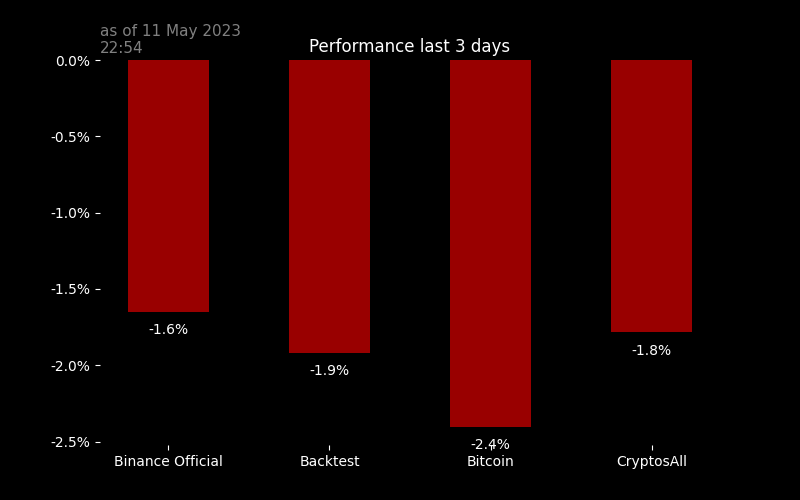 as of 11 May 2023
22:54
Performance last 3 days
0.0%
-0.5%
-1.0%
-1.5%
-2.0%
-2.5%
-1.6%
-1.9%
-2.4%
-1.8%
Binance Official
Backtest
Bitcoin
CryptosAll